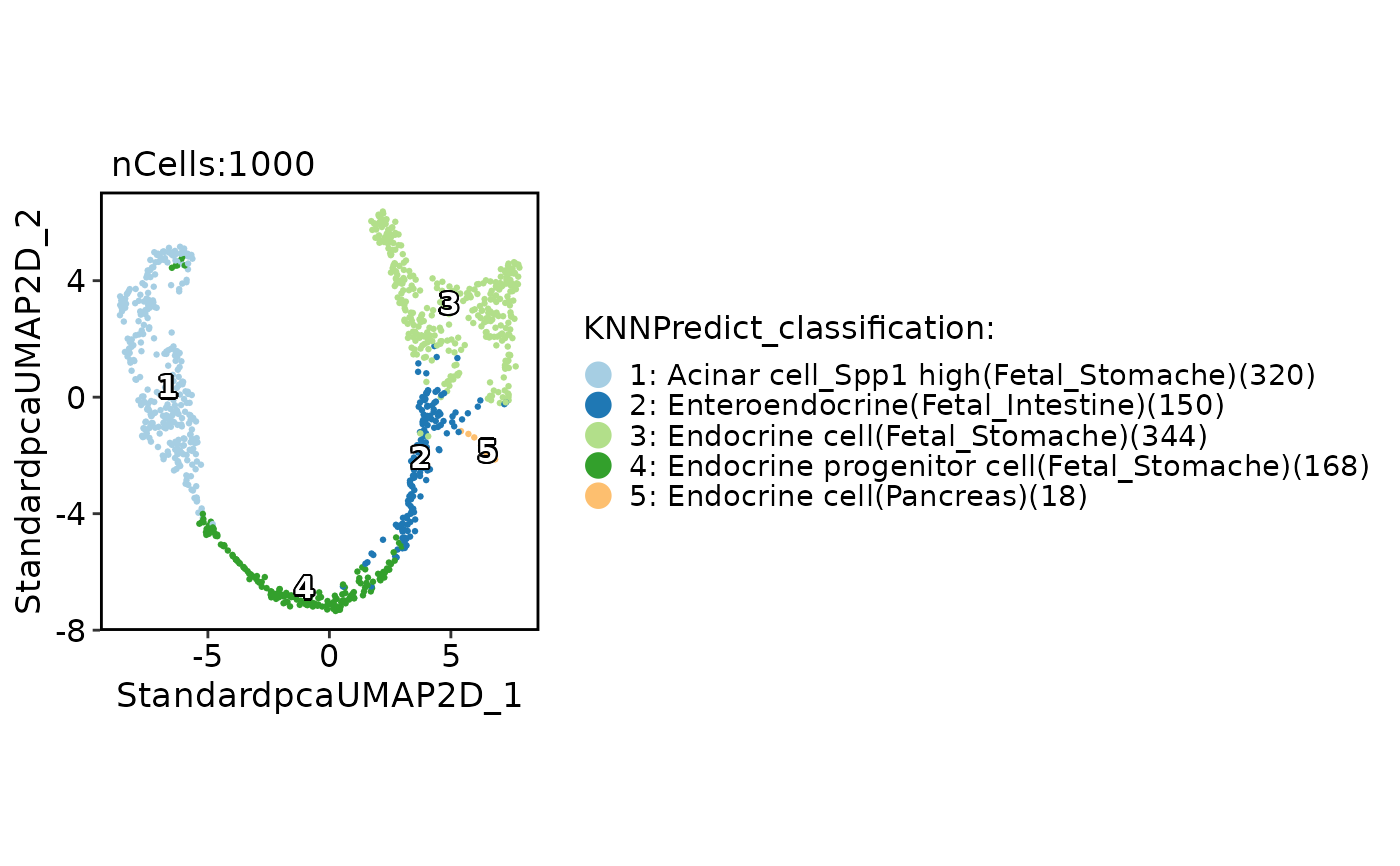 nCells:1000
StandardpcaUMAP2D_2
4
0
-4
-8
-5
0
5
StandardpcaUMAP2D_1
1
2
3
4
5
KNNPredict_classification:
1: Acinar cell_Spp1 high(Fetal_Stomache)(320)
2: Enteroendocrine(Fetal_Intestine)(150)
3: Endocrine cell(Fetal_Stomache)(344)
4: Endocrine progenitor cell(Fetal_Stomache)(168)
5: Endocrine cell(Pancreas)(18)